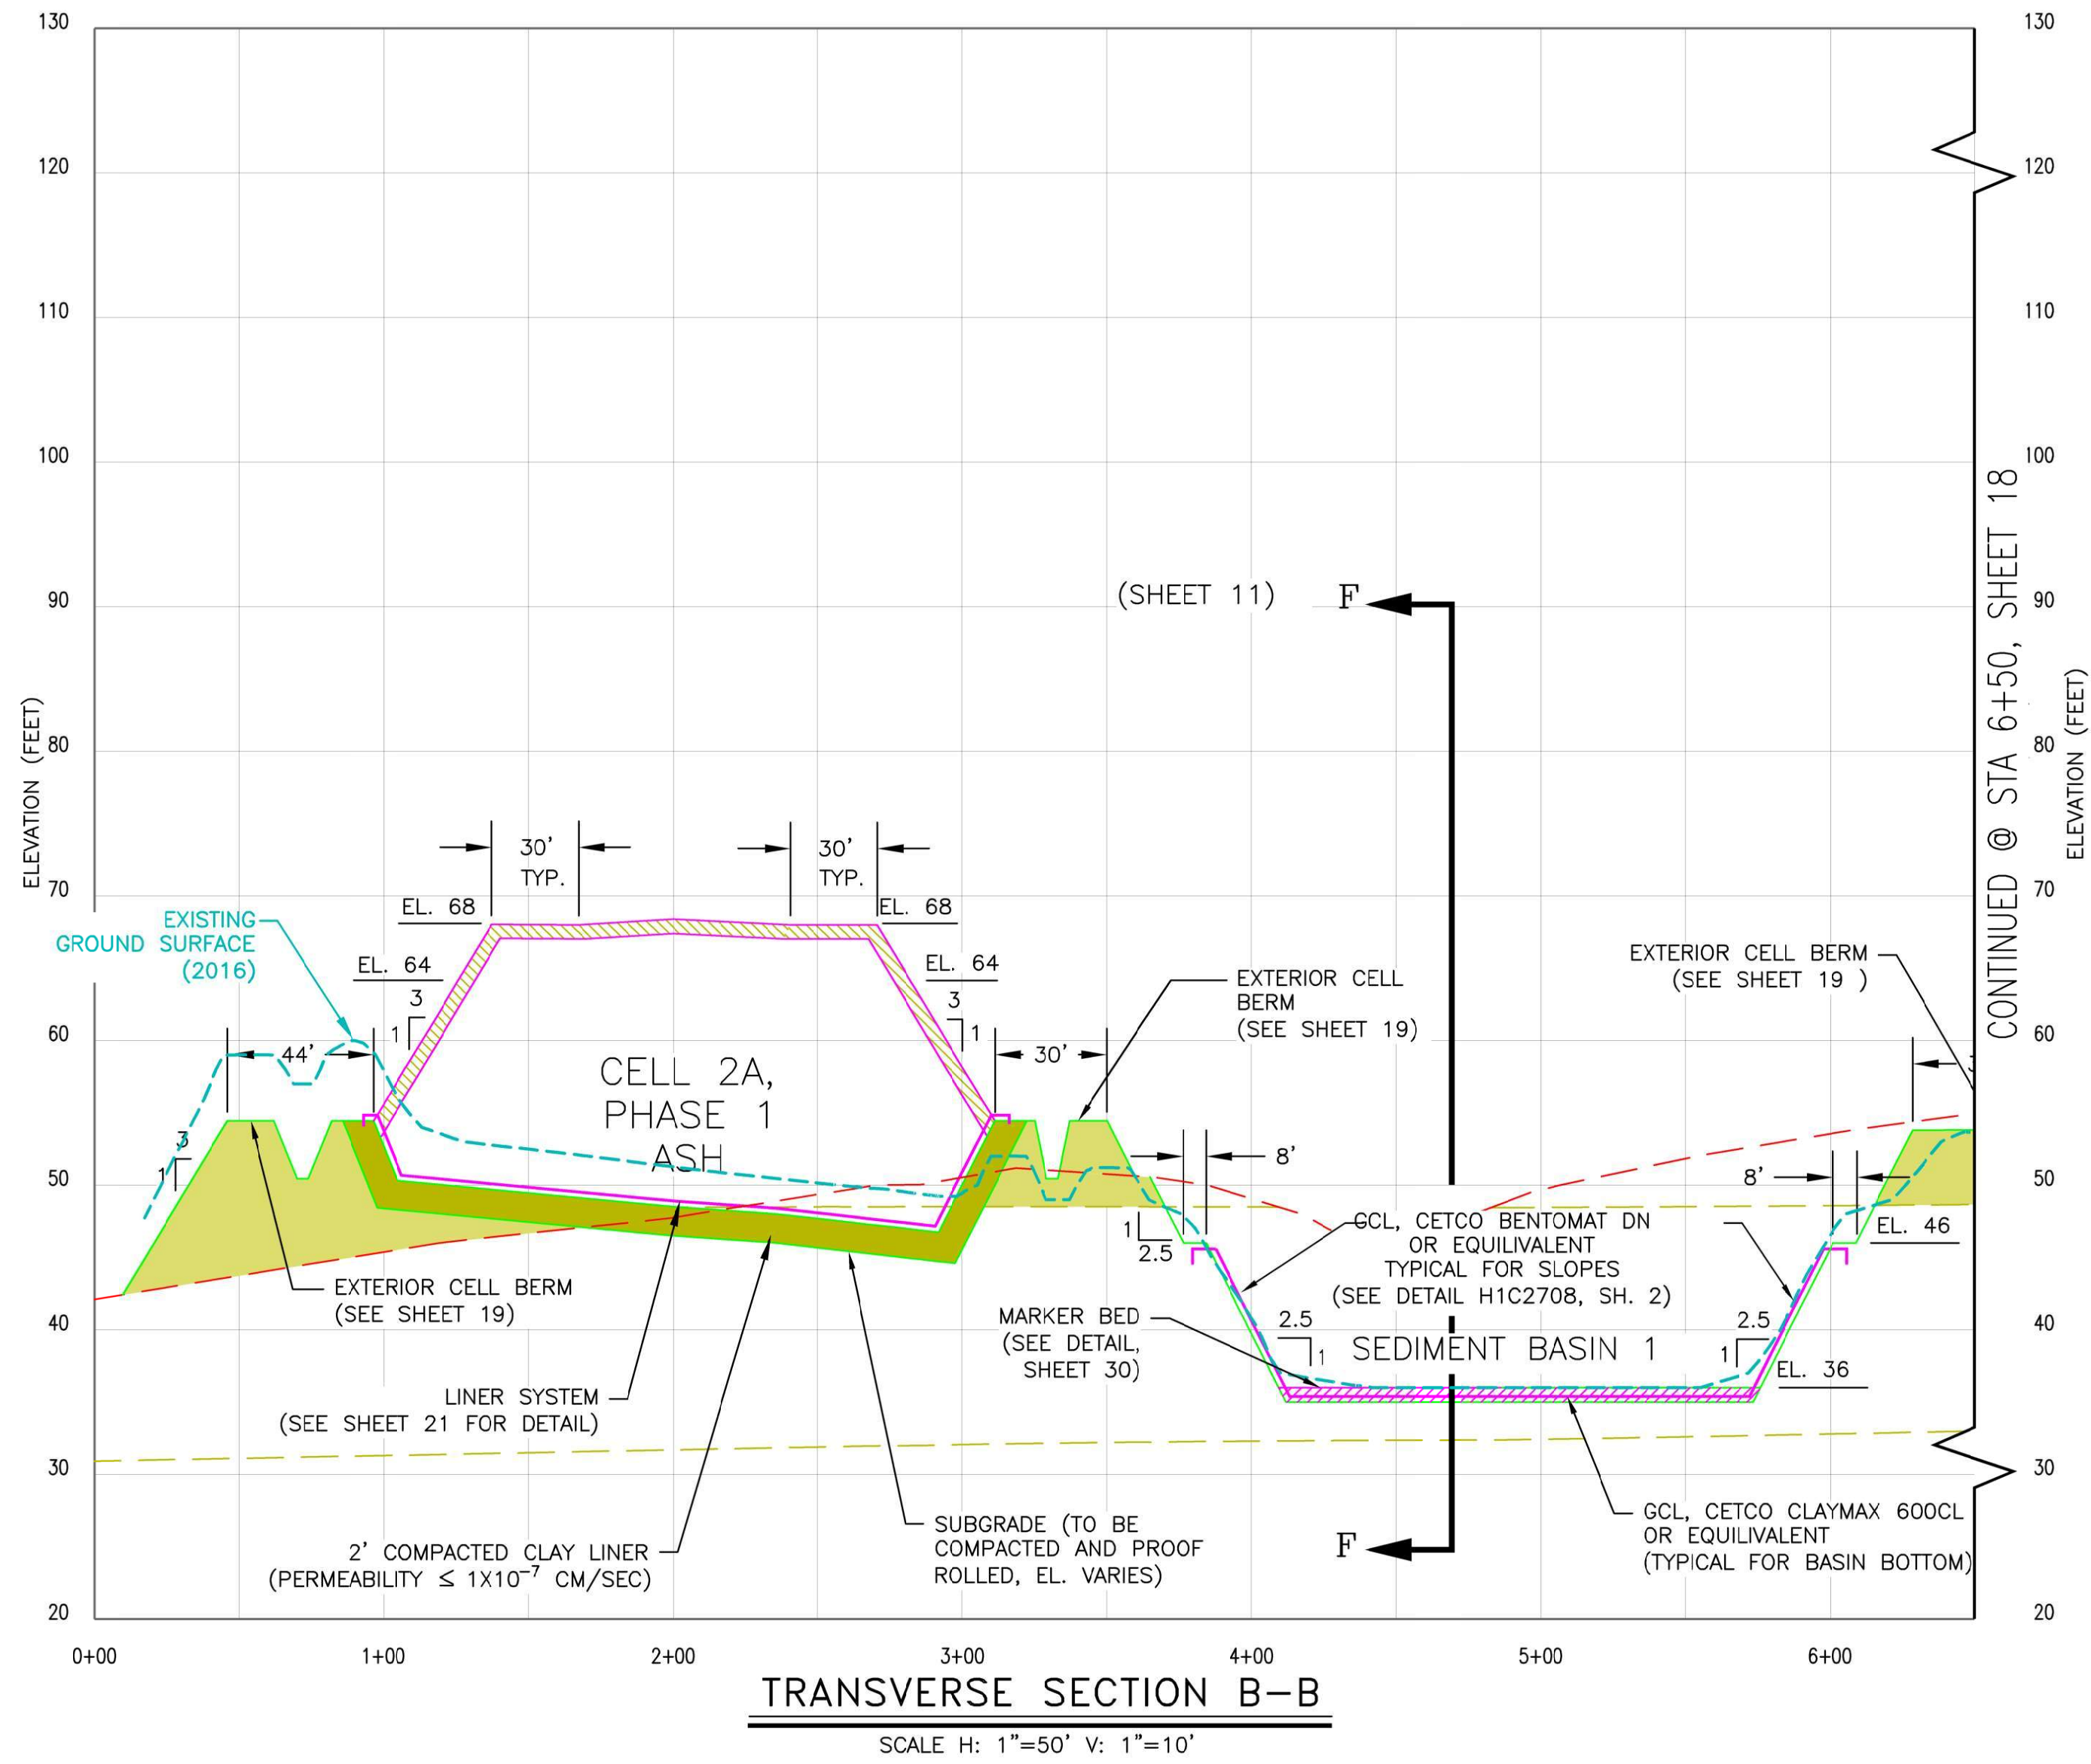 130
130
120
120
110
110
100
100
90
90
80
80
70
70
60
60
50
50
40
40
30
30
20
20
ELEVATION (FEET)
ELEVATION (FEET)
CONTINUED @ STA 6+50, SHEET 18
(SHEET 11)
F
30'
TYP.
30'
TYP.
EL. 68
EL. 68
EXISTING
GROUND SURFACE
(2016)
EL. 64
EL. 64
3
1
3
1
EXTERIOR CELL
BERM
(SEE SHEET 19)
EXTERIOR CELL BERM
(SEE SHEET 19 )
44'
30'
CELL 2A,
PHASE 1
ASH
3
1
8'
8'
1
2.5
GCL, CETCO BENTOMAT DN
OR EQUILIVALENT
TYPICAL FOR SLOPES
(SEE DETAIL H1C2708, SH. 2)
EL. 46
EXTERIOR CELL BERM
(SEE SHEET 19)
MARKER BED
(SEE DETAIL,
SHEET 30)
2.5
1
SEDIMENT BASIN 1
2.5
1
EL. 36
LINER SYSTEM
(SEE SHEET 21 FOR DETAIL)
2' COMPACTED CLAY LINER
(PERMEABILITY ≤ 1X10⁻⁷ CM/SEC)
SUBGRADE (TO BE
COMPACTED AND PROOF
ROLLED, EL. VARIES)
F
GCL, CETCO CLAYMAX 600CL
OR EQUILIVALENT
(TYPICAL FOR BASIN BOTTOM)
0+00
1+00
2+00
3+00
4+00
5+00
6+00
TRANSVERSE SECTION B-B
SCALE H: 1"=50' V: 1"=10'